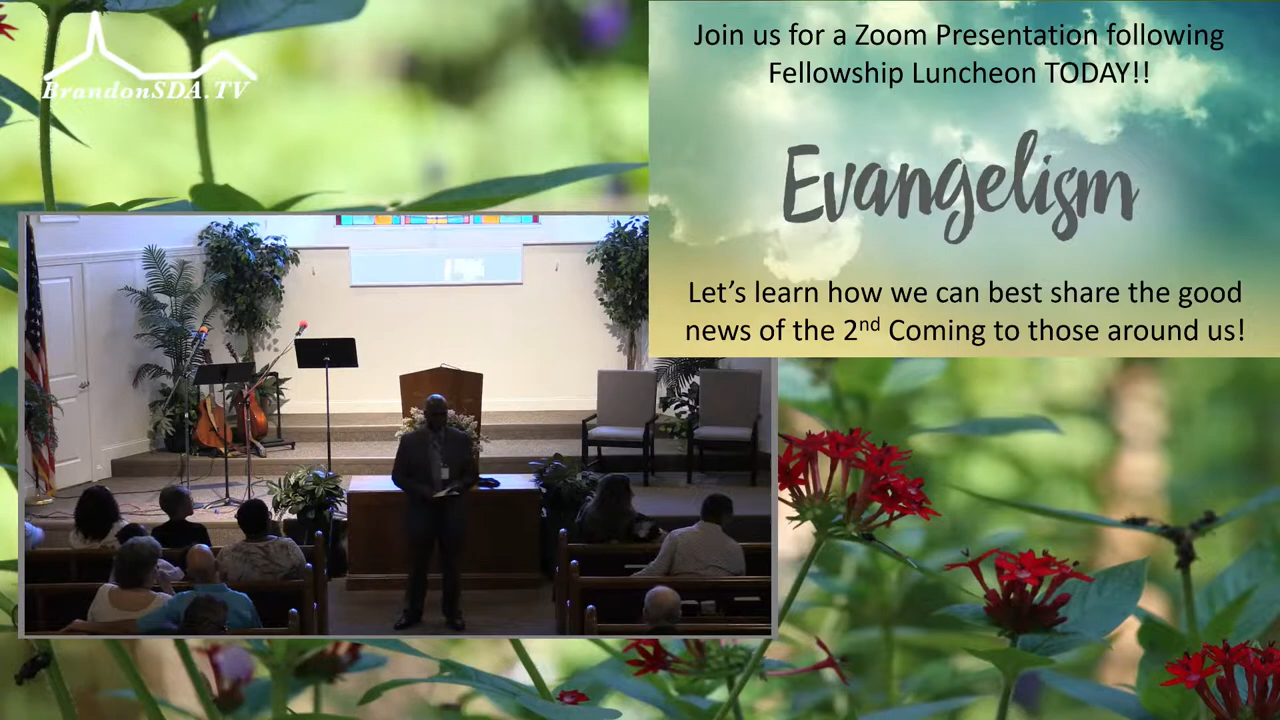 BrandonSDA.TV
Join us for a Zoom Presentation following
Fellowship Luncheon TODAY!!
Evangelism
Let’s learn how we can best share the good
news of the 2nd Coming to those around us!